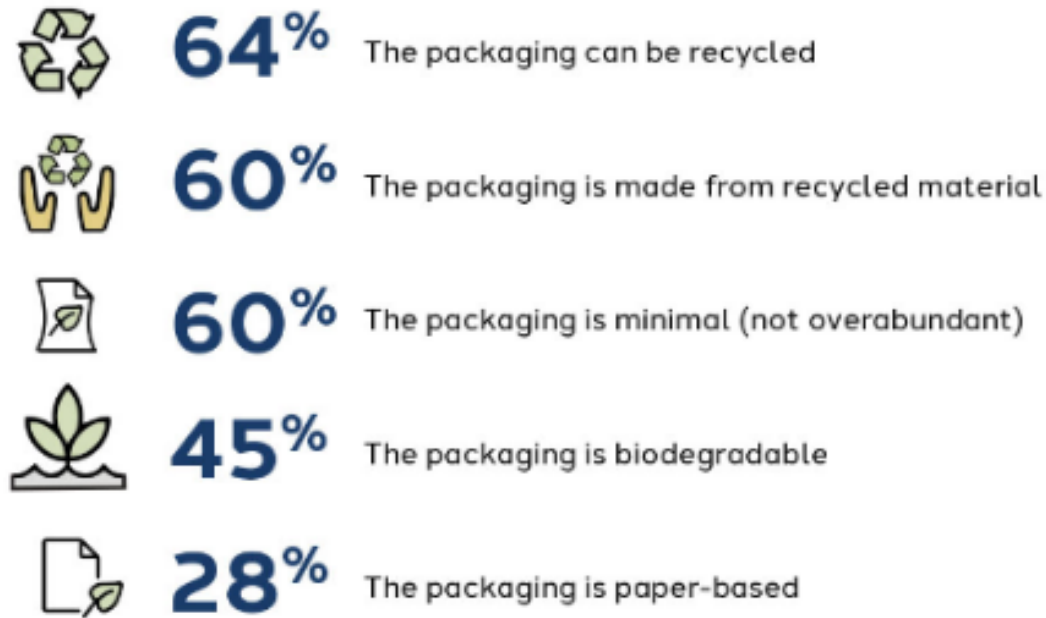 64% The packaging can be recycled
60% The packaging is made from recycled material
60% The packaging is minimal (not overabundant)
45% The packaging is biodegradable
28% The packaging is paper-based